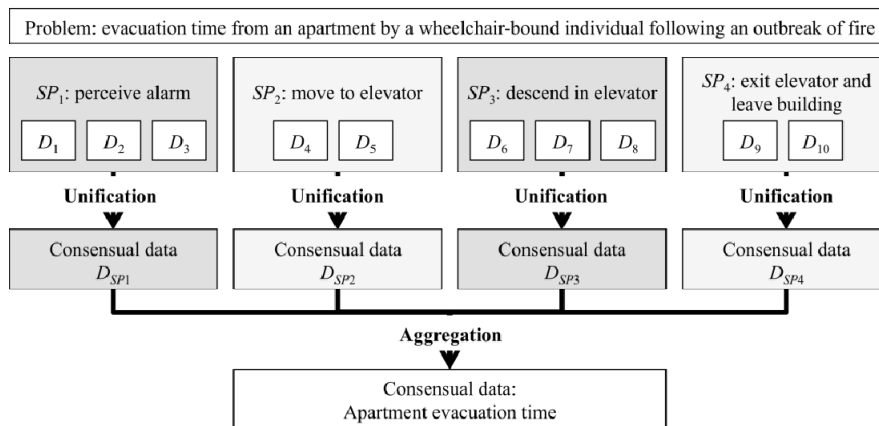 Problem: evacuation time from an apartment by a wheelchair-bound individual following an outbreak of fire
SP1: perceive alarm
D1 D2 D3
SP2: move to elevator
D4 D5
SP3: descend in elevator
D6 D7 D8
SP4: exit elevator and
leave building
D9 D10
Unification Unification Unification Unification
Consensual data
DSP1
Consensual data
DSP2
Consensual data
DSP3
Consensual data
DSP4
Aggregation
Consensual data:
Apartment evacuation time